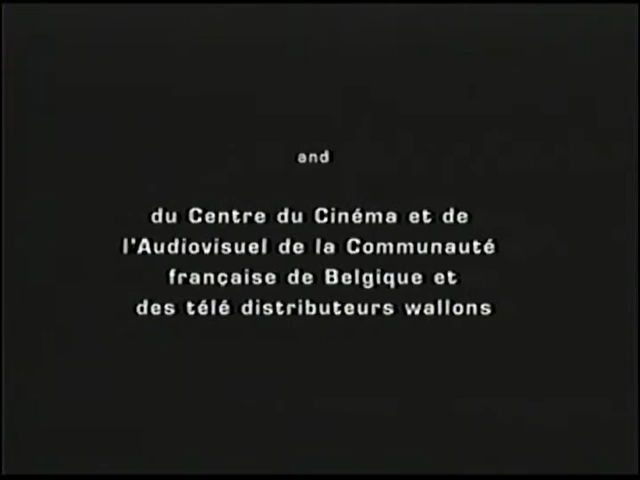 and
du Centre du Cinéma et de
l'Audiovisuel de la Communauté
française de Belgique et
des télé distributeurs wallons